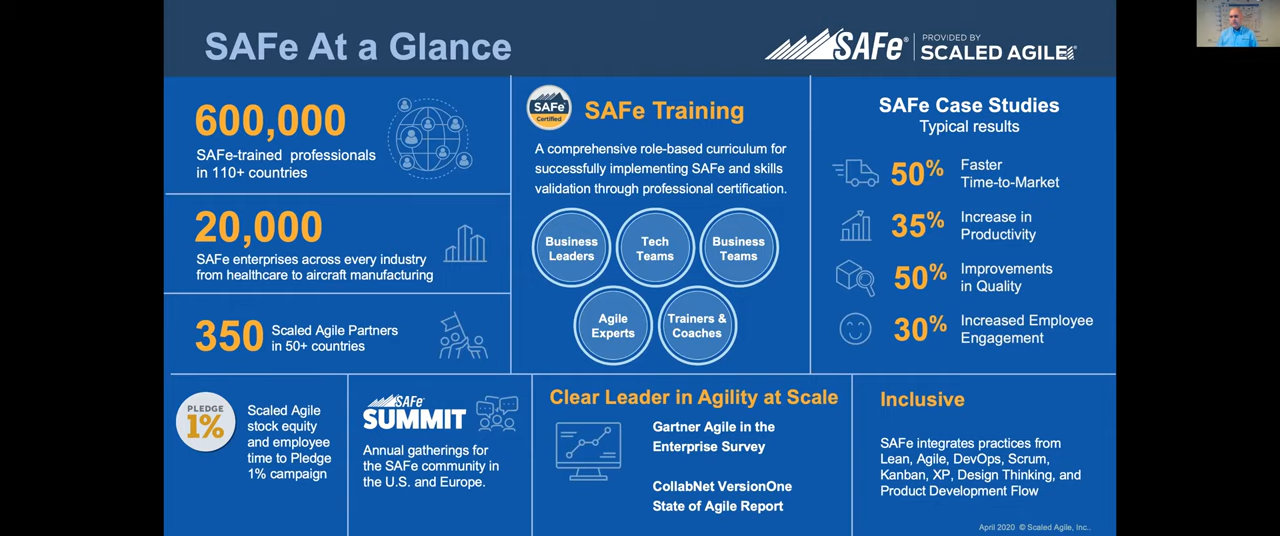 SAFe At a Glance
SAFe® PROVIDED BY
SCALED AGILE®
600,000
SAFe-trained professionals
in 110+ countries
20,000
SAFe enterprises across every industry
from healthcare to aircraft manufacturing
350
Scaled Agile Partners
in 50+ countries
SAFe®
Certified
SAFe Training
A comprehensive role-based curriculum for
successfully implementing SAFe and skills
validation through professional certification.
Business
Leaders
Tech
Teams
Business
Teams
Agile
Experts
Trainers &
Coaches
SAFe Case Studies
Typical results
50%
Faster
Time-to-Market
35%
Increase in
Productivity
50%
Improvements
in Quality
30%
Increased Employee
Engagement
PLEDGE
1%
Scaled Agile
stock equity
and employee
time to Pledge
1% campaign
SAFe®
SUMMIT
Annual gatherings for
the SAFe community in
the U.S. and Europe.
Clear Leader in Agility at Scale
Gartner Agile in the
Enterprise Survey
CollabNet VersionOne
State of Agile Report
Inclusive
SAFe integrates practices from
Lean, Agile, DevOps, Scrum,
Kanban, XP, Design Thinking, and
Product Development Flow
April 2020 © Scaled Agile, Inc..